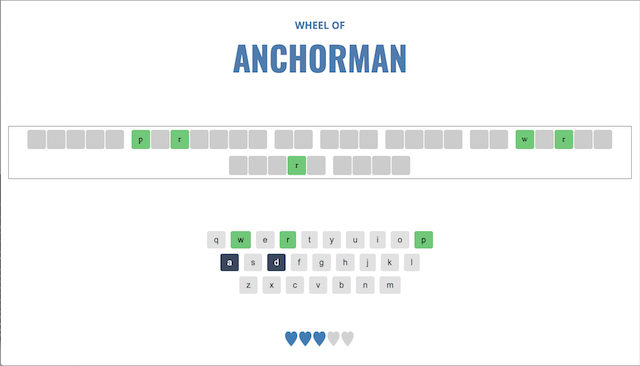 WHEEL OF
ANCHORMAN
p r w r
r
q w e r t y u i o p
a s d f g h j k l
z x c v b n m